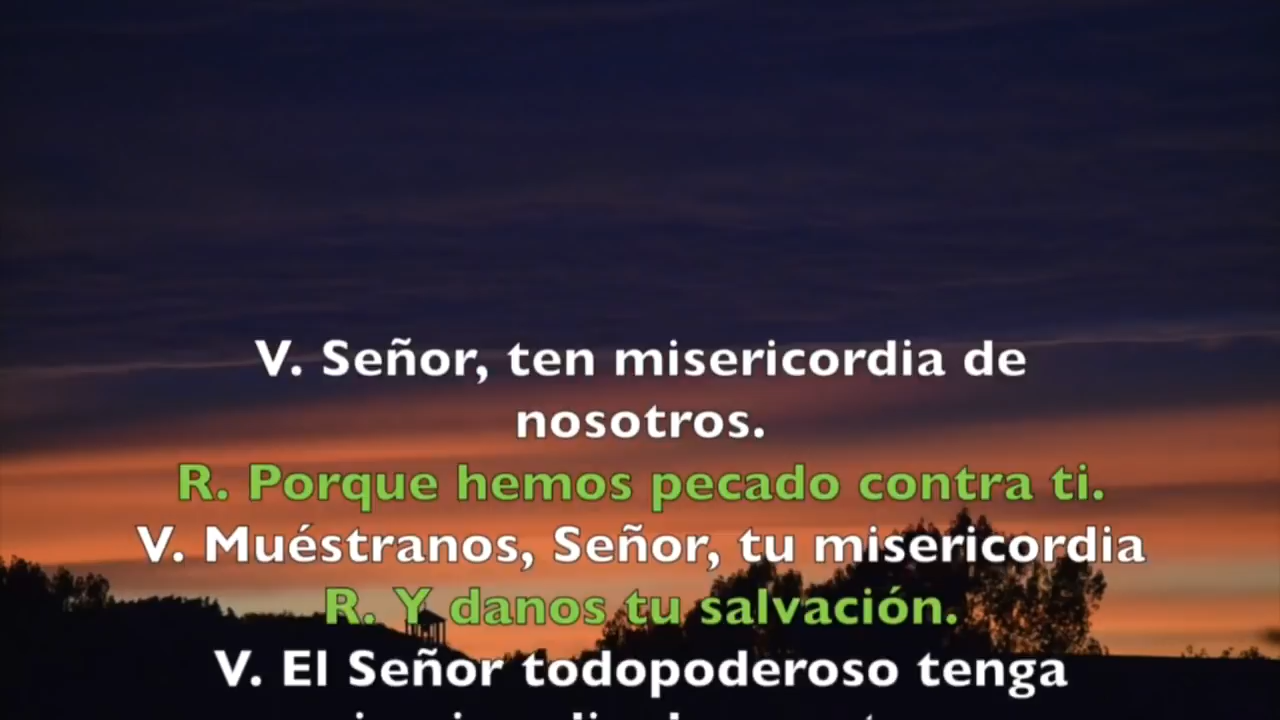 V. Señor, ten misericordia de
nosotros.
R. Porque hemos pecado contra ti.
V. Muéstranos, Señor, tu misericordia
R. Y danos tu salvación.
V. El Señor todopoderoso tenga